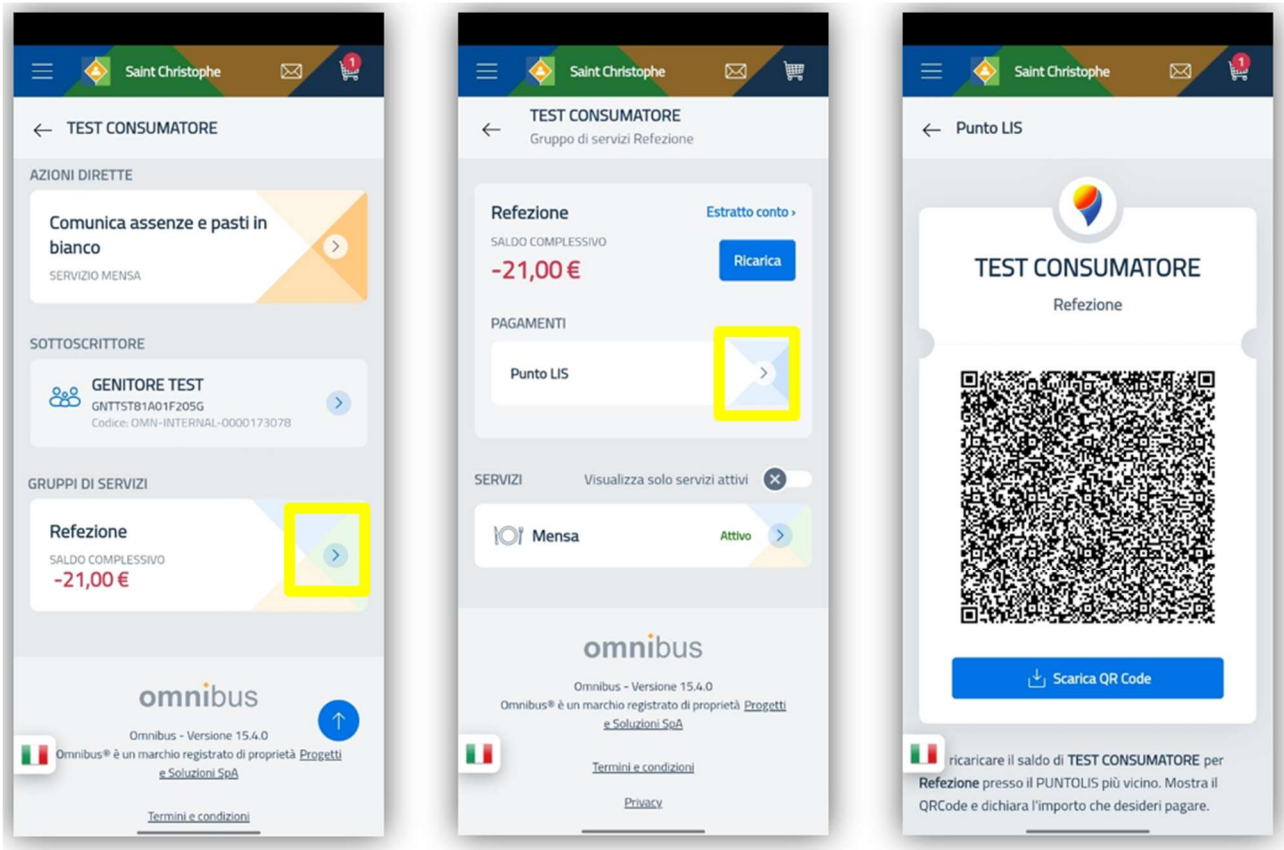 Saint Christophe
1
TEST CONSUMATORE
AZIONI DIRETTE
Comunica assenze e pasti in
bianco
SERVIZIO MENSA
SOTTOSCRITTORE
GENITORE TEST
GNTTST81A01F205G
Codice: OMN-INTERNAL-0000173078
GRUPPI DI SERVIZI
Refezione
SALDO COMPLESSIVO
-21,00 €
omnibus
Omnibus - Versione 15.4.0
Omnibus® è un marchio registrato di proprietà Progetti
e Soluzioni SpA
Termini e condizioni
Saint Christophe
TEST CONSUMATORE
Gruppo di servizi Refezione
Refezione
Estratto conto ›
SALDO COMPLESSIVO
-21,00 €
Ricarica
PAGAMENTI
Punto LIS
SERVIZI
Visualizza solo servizi attivi
Mensa
Attivo
omnibus
Omnibus - Versione 15.4.0
Omnibus® è un marchio registrato di proprietà Progetti
e Soluzioni SpA
Termini e condizioni
Privacy
Saint Christophe
1
Punto LIS
TEST CONSUMATORE
Refezione
Scarica QR Code
ricaricare il saldo di TEST CONSUMATORE per
Refezione presso il PUNTOLIS più vicino. Mostra il
QRCode e dichiara l'importo che desideri pagare.